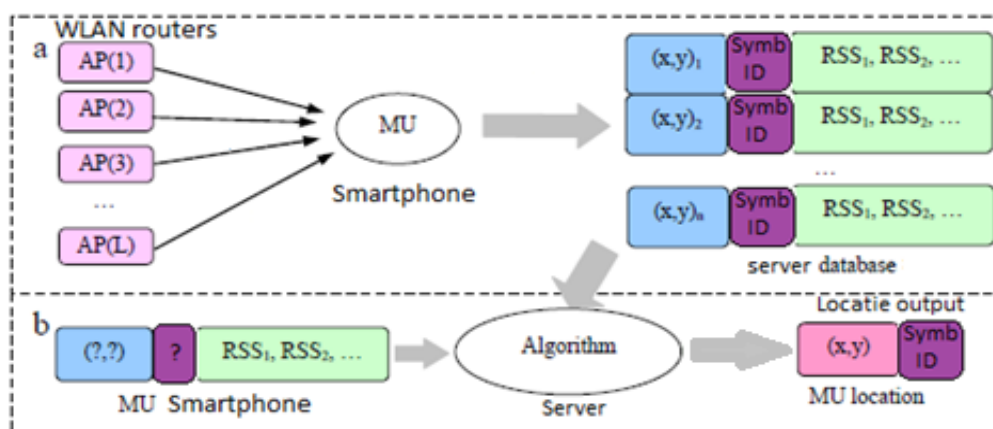 WLAN routers
a
AP(1)
AP(2)
AP(3)
...
AP(L)
MU
Smartphone
(x,y)₁ Symb ID RSS₁, RSS₂, ...
(x,y)₂ Symb ID RSS₁, RSS₂, ...
...
(x,y)ₙ Symb ID RSS₁, RSS₂, ...
server database
b
(?,?) ? RSS₁, RSS₂, ...
MU Smartphone
Algorithm
Server
Locatie output
(x,y) Symb ID
MU location